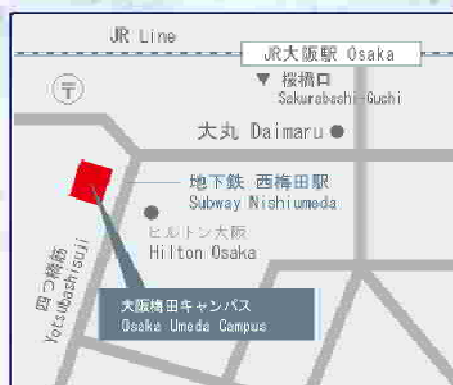 JR Line
JR大阪駅 Osaka
〒
▼ 桜橋口
Sakurabashi-Guchi
大丸 Daimaru
地下鉄 西梅田駅
Subway Nishiumeda
ヒルトン大阪
Hilton Osaka
四つ橋筋
Yotsubashisuji
大阪梅田キャンパス
Osaka Umeda Campus